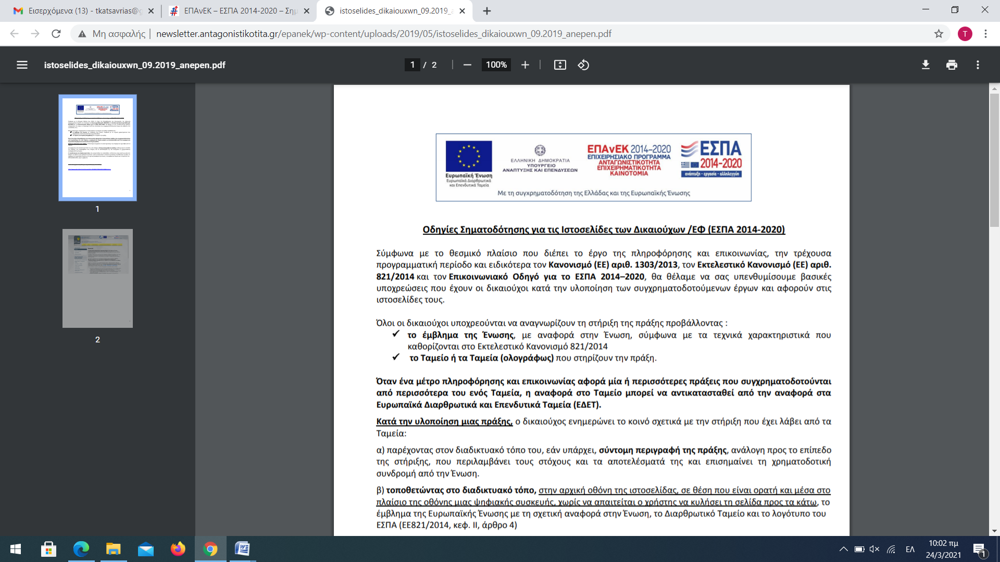 Εισερχόμενα (13) - tkatsavrias@g
ΕΠΑνΕΚ – ΕΣΠΑ 2014-2020 – Ση
istoselides_dikaiouxwn_09.2019_a
Μη ασφαλής
newsletter.antagonistikotita.gr/epanek/wp-content/uploads/2019/05/istoselides_dikaiouxwn_09.2019_anepen.pdf
T
istoselides_dikaiouxwn_09.2019_anepen.pdf
1 / 2
100%
1
2
Ευρωπαϊκή Ένωση
Ευρωπαϊκά Διαρθρωτικά
και Επενδυτικά Ταμεία
ΕΛΛΗΝΙΚΗ ΔΗΜΟΚΡΑΤΙΑ
ΥΠΟΥΡΓΕΙΟ
ΑΝΑΠΤΥΞΗΣ ΚΑΙ ΕΠΕΝΔΥΣΕΩΝ
ΕΠΑνΕΚ 2014–2020
ΕΠΙΧΕΙΡΗΣΙΑΚΟ ΠΡΟΓΡΑΜΜΑ
ΑΝΤΑΓΩΝΙΣΤΙΚΟΤΗΤΑ
ΕΠΙΧΕΙΡΗΜΑΤΙΚΟΤΗΤΑ
ΚΑΙΝΟΤΟΜΙΑ
ΕΣΠΑ
2014-2020
ανάπτυξη - εργασία - αλληλεγγύη
Με τη συγχρηματοδότηση της Ελλάδας και της Ευρωπαϊκής Ένωσης
Οδηγίες Σηματοδότησης για τις Ιστοσελίδες των Δικαιούχων /ΕΦ (ΕΣΠΑ 2014-2020)
Σύμφωνα με το θεσμικό πλαίσιο που διέπει το έργο της πληροφόρησης και επικοινωνίας, την τρέχουσα
προγραμματική περίοδο και ειδικότερα τον Κανονισμό (ΕΕ) αριθ. 1303/2013, τον Εκτελεστικό Κανονισμό (ΕΕ) αριθ.
821/2014 και τον Επικοινωνιακό Οδηγό για το ΕΣΠΑ 2014–2020, θα θέλαμε να σας υπενθυμίσουμε βασικές
υποχρεώσεις που έχουν οι δικαιούχοι κατά την υλοποίηση των συγχρηματοδοτούμενων έργων και αφορούν στις
ιστοσελίδες τους.
Όλοι οι δικαιούχοι υποχρεούνται να αναγνωρίζουν τη στήριξη της πράξης προβάλλοντας :
✓ το έμβλημα της Ένωσης, με αναφορά στην Ένωση, σύμφωνα με τα τεχνικά χαρακτηριστικά που
καθορίζονται στο Εκτελεστικό Κανονισμό 821/2014
✓ το Ταμείο ή τα Ταμεία (ολογράφως) που στηρίζουν την πράξη.
Όταν ένα μέτρο πληροφόρησης και επικοινωνίας αφορά μία ή περισσότερες πράξεις που συγχρηματοδοτούνται
από περισσότερα του ενός Ταμεία, η αναφορά στο Ταμείο μπορεί να αντικατασταθεί από την αναφορά στα
Ευρωπαϊκά Διαρθρωτικά και Επενδυτικά Ταμεία (ΕΔΕΤ).
Κατά την υλοποίηση μιας πράξης, ο δικαιούχος ενημερώνει το κοινό σχετικά με την στήριξη που έχει λάβει από τα
Ταμεία:
α) παρέχοντας στον διαδικτυακό τόπο του, εάν υπάρχει, σύντομη περιγραφή της πράξης, ανάλογη προς το επίπεδο
της στήριξης, που περιλαμβάνει τους στόχους και τα αποτελέσματά της και επισημαίνει τη χρηματοδοτική
συνδρομή από την Ένωση.
β) τοποθετώντας στο διαδικτυακό τόπο, στην αρχική οθόνη της ιστοσελίδας, σε θέση που είναι ορατή και μέσα στο
πλαίσιο της οθόνης μιας ψηφιακής συσκευής, χωρίς να απαιτείται ο χρήστης να κυλήσει τη σελίδα προς τα κάτω, το
έμβλημα της Ευρωπαϊκής Ένωσης με τη σχετική αναφορά στην Ένωση, το Διαρθρωτικό Ταμείο και το λογότυπο του
ΕΣΠΑ (ΕΕ821/2014, κεφ. ΙΙ, άρθρο 4)
ΕΛ
10:02 πμ
24/3/2021
1